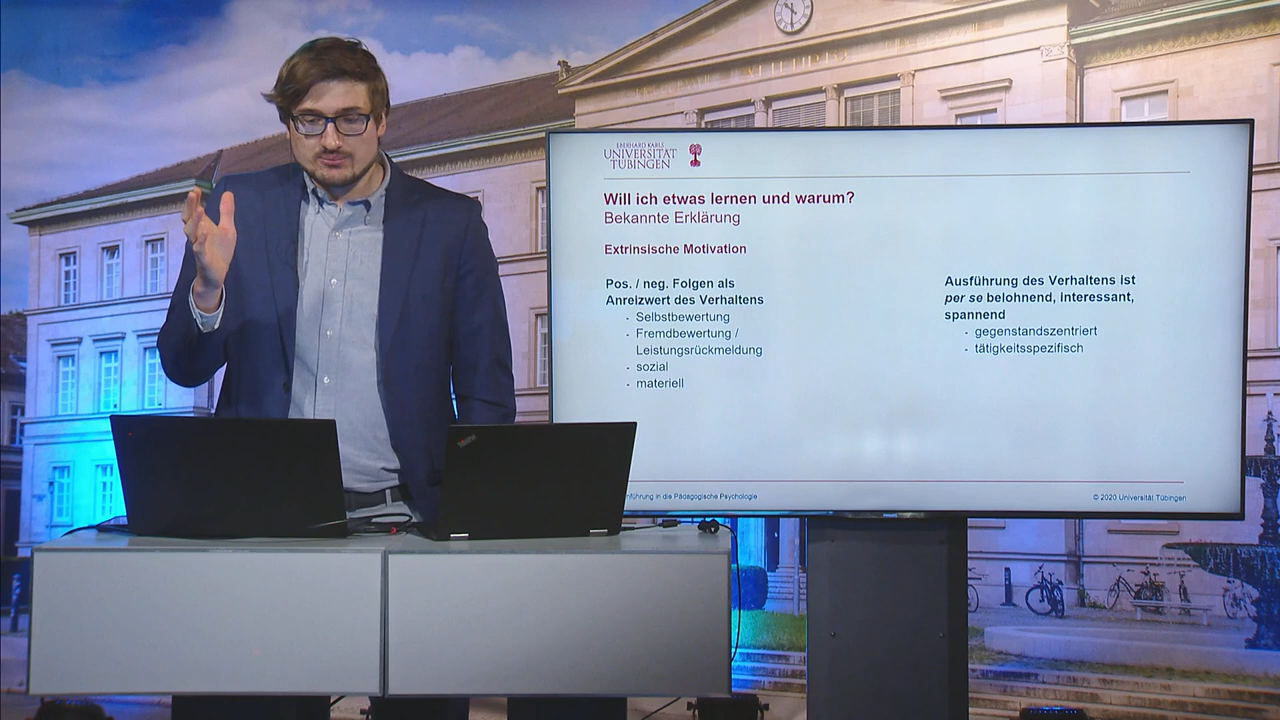 EBERHARD KARLS
UNIVERSITÄT
TÜBINGEN
Will ich etwas lernen und warum?
Bekannte Erklärung
Extrinsische Motivation
Pos. / neg. Folgen als
Anreizwert des Verhaltens
- Selbstbewertung
- Fremdbewertung /
Leistungsrückmeldung
- sozial
- materiell
Ausführung des Verhaltens ist
per se belohnend, interessant,
spannend
- gegenstandszentriert
- tätigkeitsspezifisch
in die Pädagogische Psychologie
© 2020 Universität Tübingen
ThinkPad